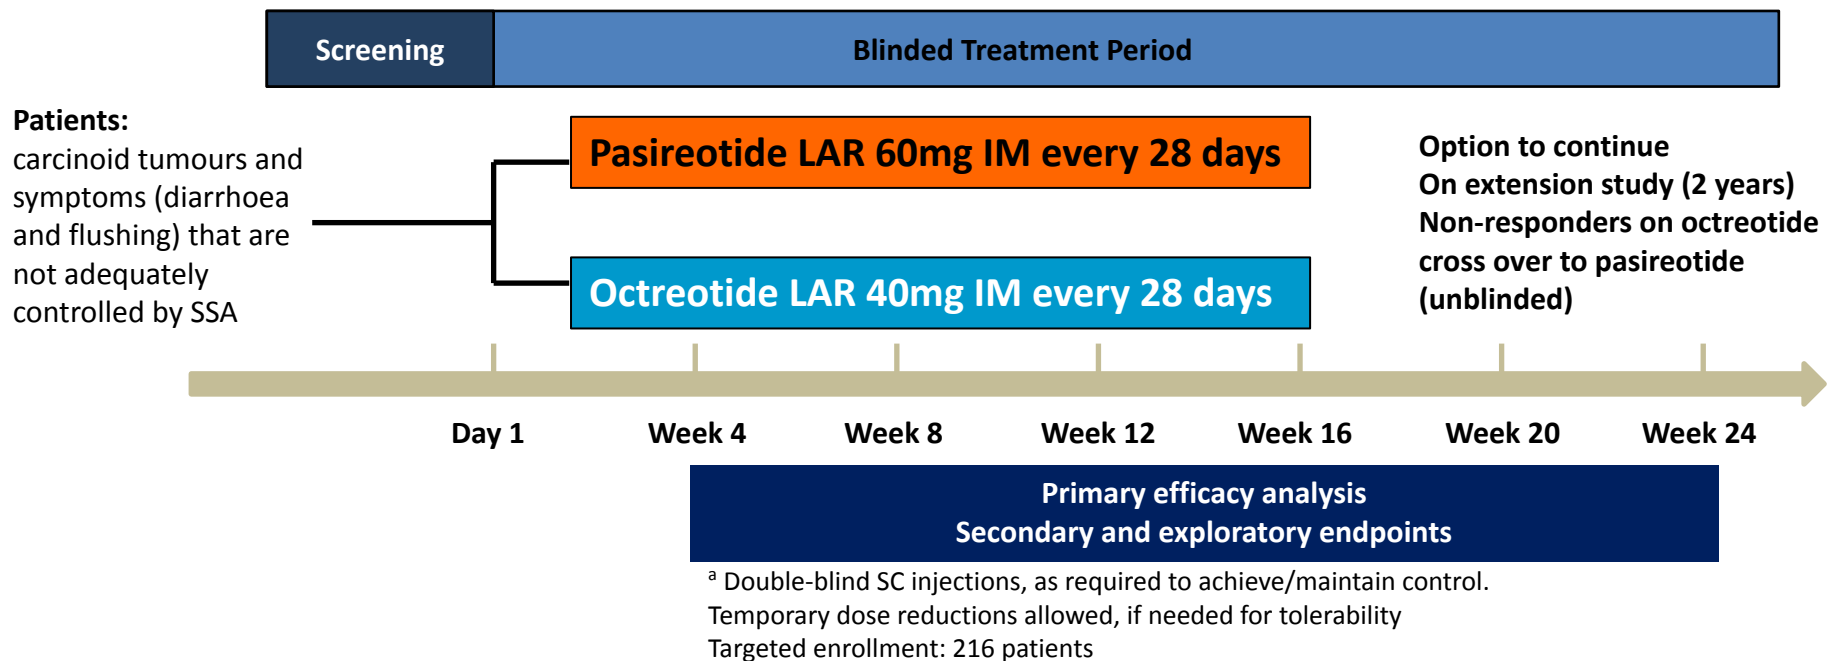 Screening
Blinded Treatment Period
Patients:
carcinoid tumours and
symptoms (diarrhoea
and flushing) that are
not adequately
controlled by SSA
Pasireotide LAR 60mg IM every 28 days
Octreotide LAR 40mg IM every 28 days
Option to continue
On extension study (2 years)
Non-responders on octreotide
cross over to pasireotide
(unblinded)
Day 1
Week 4
Week 8
Week 12
Week 16
Week 20
Week 24
Primary efficacy analysis
Secondary and exploratory endpoints
ᵃ Double-blind SC injections, as required to achieve/maintain control.
Temporary dose reductions allowed, if needed for tolerability
Targeted enrollment: 216 patients